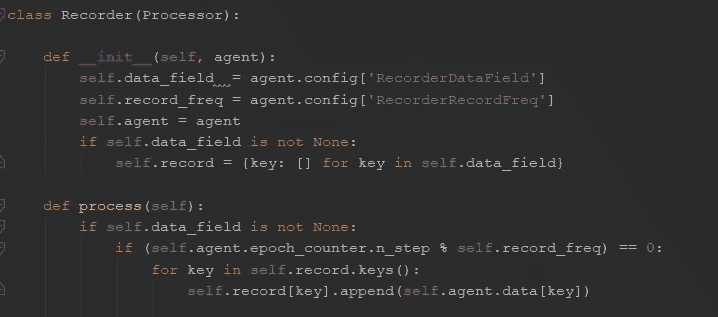 class Recorder(Processor):
def __init__(self, agent):
self.data_field = agent.config['RecorderDataField']
self.record_freq = agent.config['RecorderRecordFreq']
self.agent = agent
if self.data_field is not None:
self.record = {key: [] for key in self.data_field}
def process(self):
if self.data_field is not None:
if (self.agent.epoch_counter.n_step % self.record_freq) == 0:
for key in self.record.keys():
self.record[key].append(self.agent.data[key])